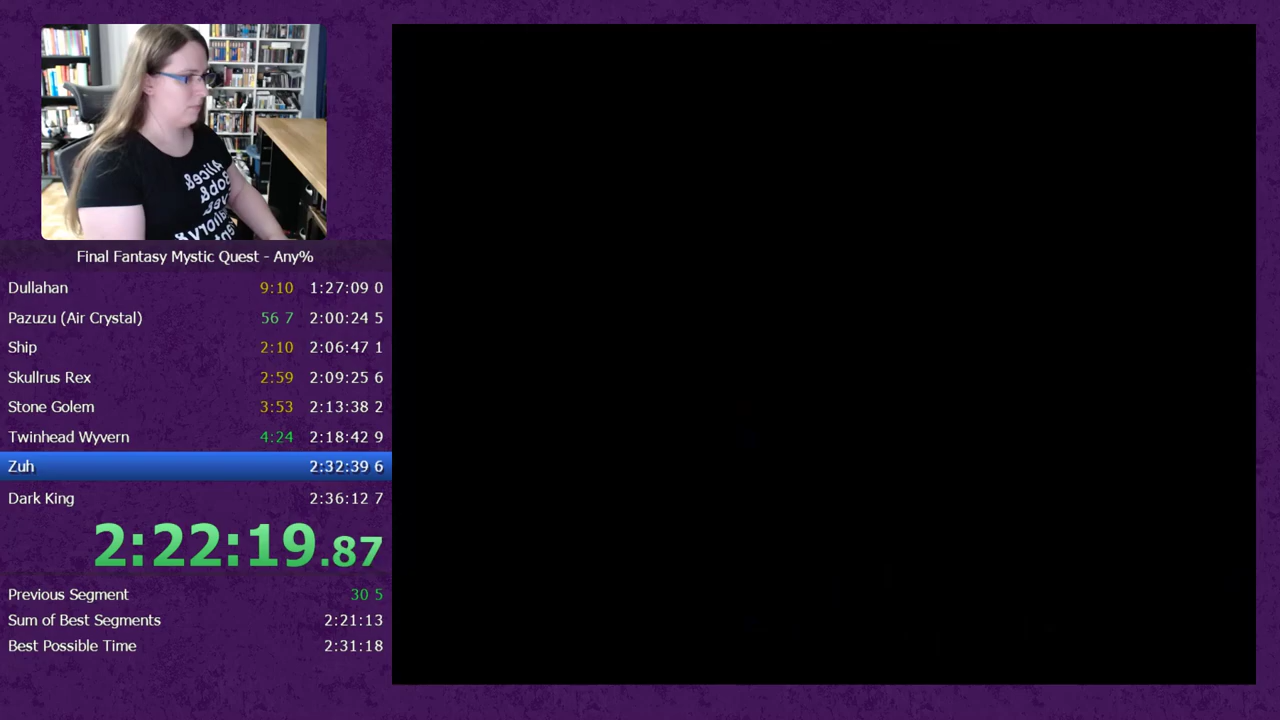 Alice&
Bob&
Final Fantasy Mystic Quest - Any%
Dullahan 9:10 1:27:09 0
Pazuzu (Air Crystal) 56 7 2:00:24 5
Ship 2:10 2:06:47 1
Skullrus Rex 2:59 2:09:25 6
Stone Golem 3:53 2:13:38 2
Twinhead Wyvern 4:24 2:18:42 9
Zuh 2:32:39 6
Dark King 2:36:12 7
2:22:19.87
Previous Segment 30 5
Sum of Best Segments 2:21:13
Best Possible Time 2:31:18